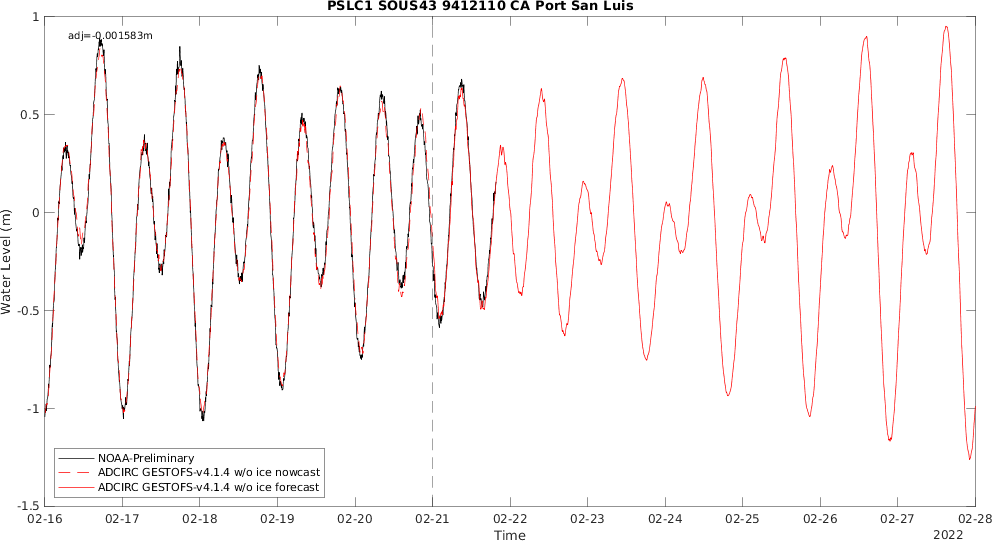 PSLC1 SOUS43 9412110 CA Port San Luis
adj=-0.001583m
1
0.5
0
-0.5
-1
-1.5
Water Level (m)
NOAA-Preliminary
ADCIRC GESTOFS-v4.1.4 w/o ice nowcast
ADCIRC GESTOFS-v4.1.4 w/o ice forecast
02-16 02-17 02-18 02-19 02-20 02-21 02-22 02-23 02-24 02-25 02-26 02-27 02-28
Time
2022